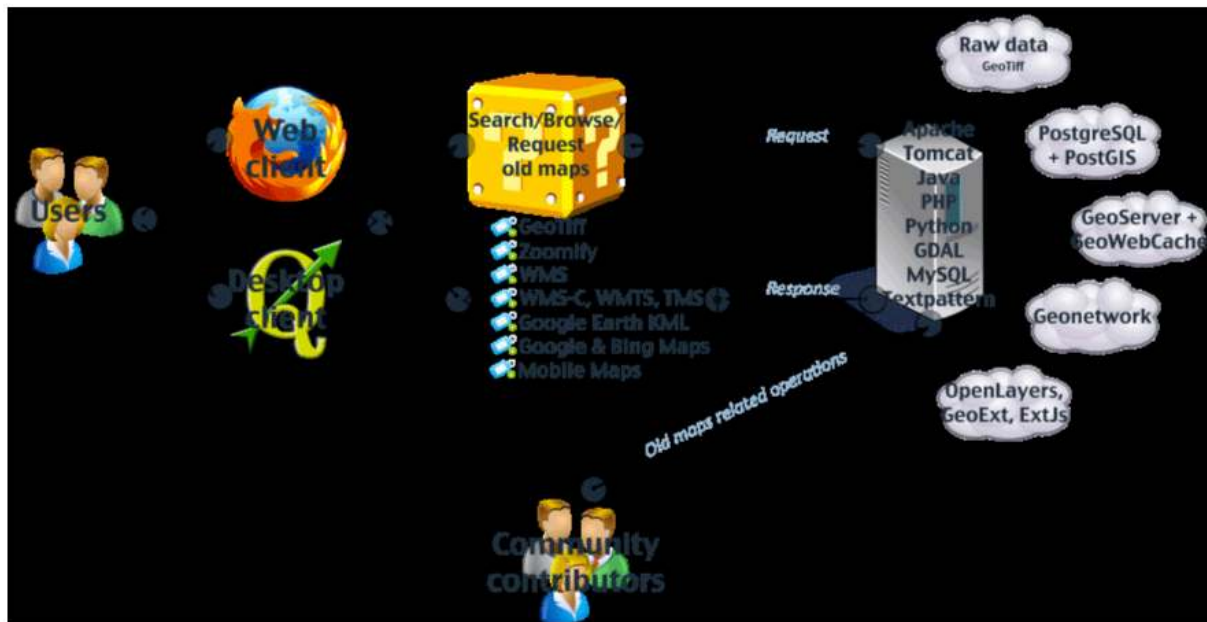 Users
Web
client
Desktop
client
Search/Browse/
Request
old maps
GeoTiff
Zoomify
WMS
WMS-C, WMTS, TMS
Google Earth KML
Google & Bing Maps
Mobile Maps
Request
Response
Old maps related operations
Apache
Tomcat
Java
PHP
Python
GDAL
MySQL
Textpattern
Raw data
GeoTiff
PostgreSQL
+ PostGIS
GeoServer +
GeoWebCache
Geonetwork
OpenLayers,
GeoExt, ExtJs
Community
contributors